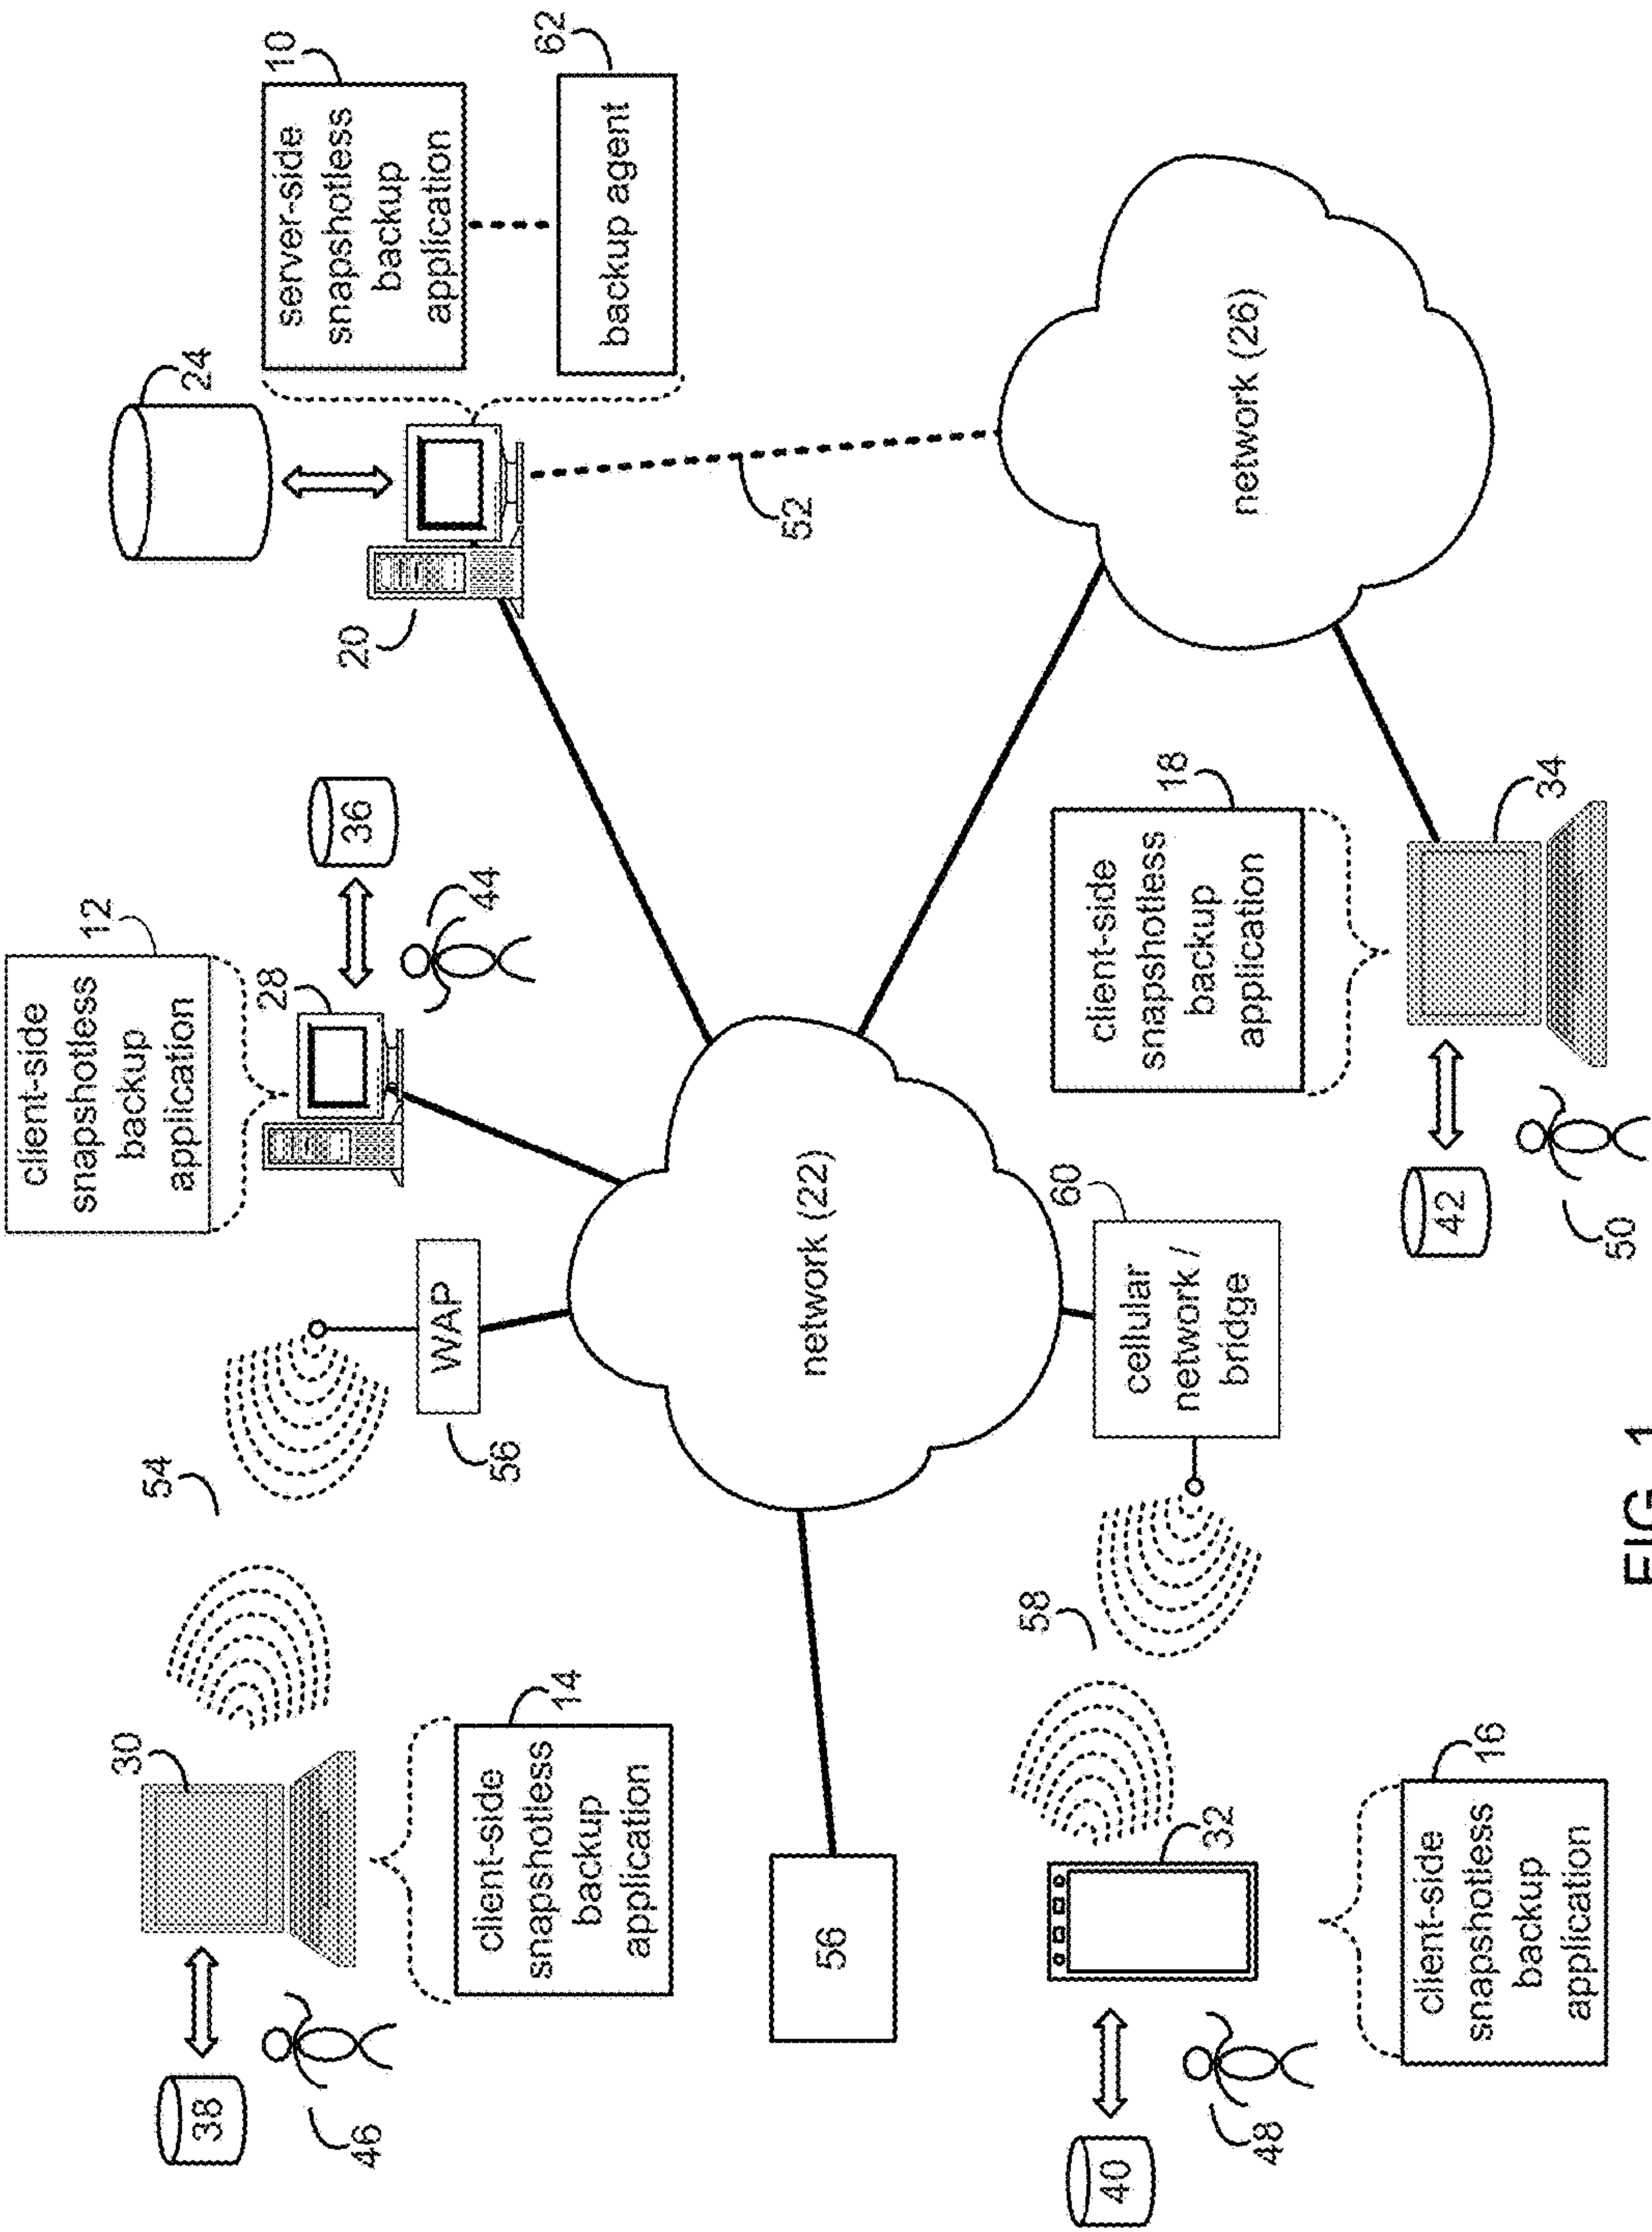 client-side
snapshotless
backup
application
12
28
36
44
24
20
server-side
snapshotless
backup
application
10
backup agent
62
52
30
38
46
54
WAP
56
client-side
snapshotless
backup
application
14
network (22)
56
network (26)
58
32
40
48
cellular
network /
bridge
60
client-side
snapshotless
backup
application
18
34
42
50
client-side
snapshotless
backup
application
16
FIG. 1